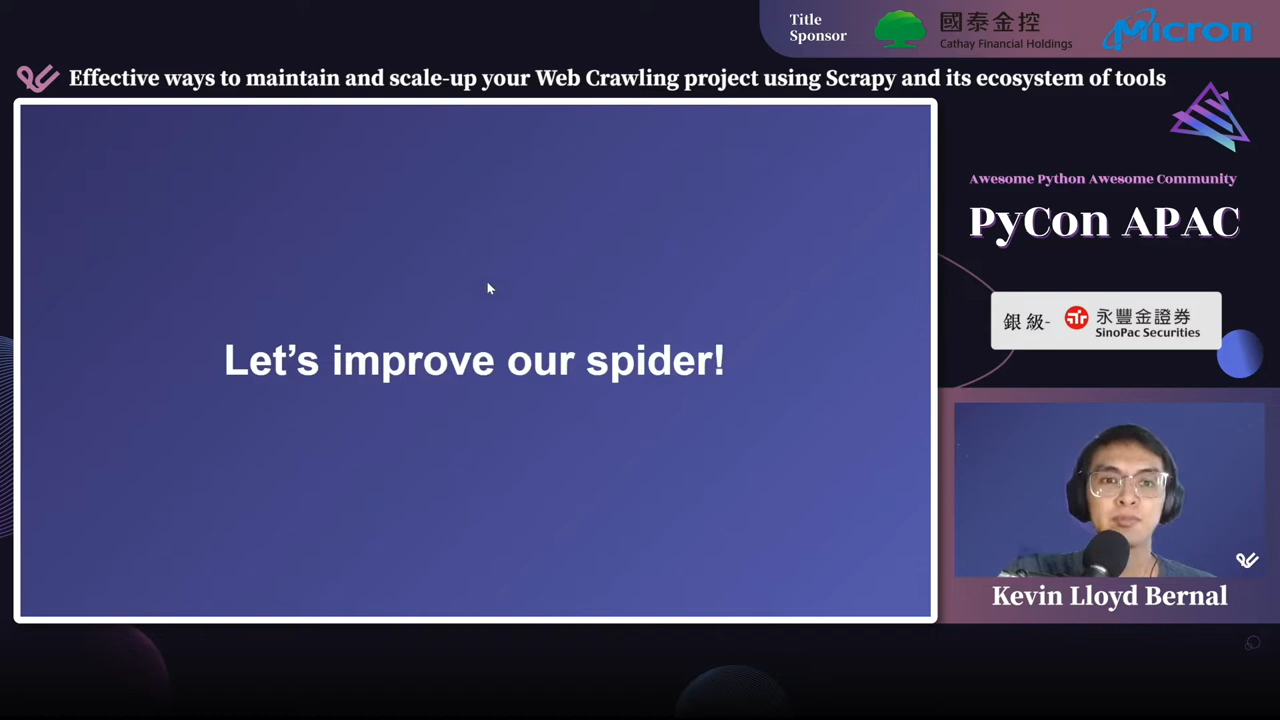 Title
Sponsor
國泰金控
Cathay Financial Holdings
Micron
Effective ways to maintain and scale-up your Web Crawling project using Scrapy and its ecosystem of tools
Let's improve our spider!
Awesome Python Awesome Community
PyCon APAC
銀級-
永豐金證券
SinoPac Securities
Kevin Lloyd Bernal